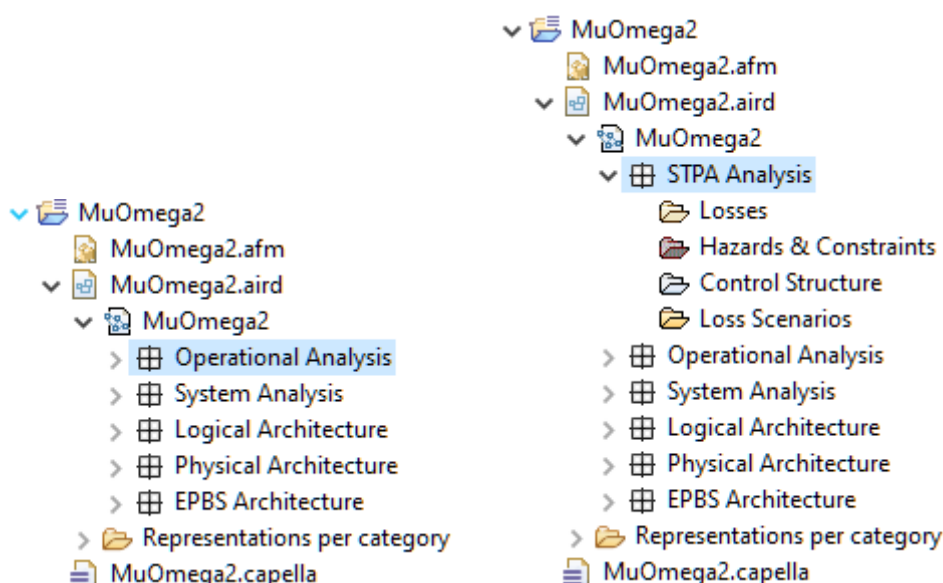 MuOmega2
MuOmega2.afm
MuOmega2.aird
MuOmega2
Operational Analysis
System Analysis
Logical Architecture
Physical Architecture
EPBS Architecture
Representations per category
MuOmega2.capella
MuOmega2
MuOmega2.afm
MuOmega2.aird
MuOmega2
STPA Analysis
Losses
Hazards & Constraints
Control Structure
Loss Scenarios
Operational Analysis
System Analysis
Logical Architecture
Physical Architecture
EPBS Architecture
Representations per category
MuOmega2.capella